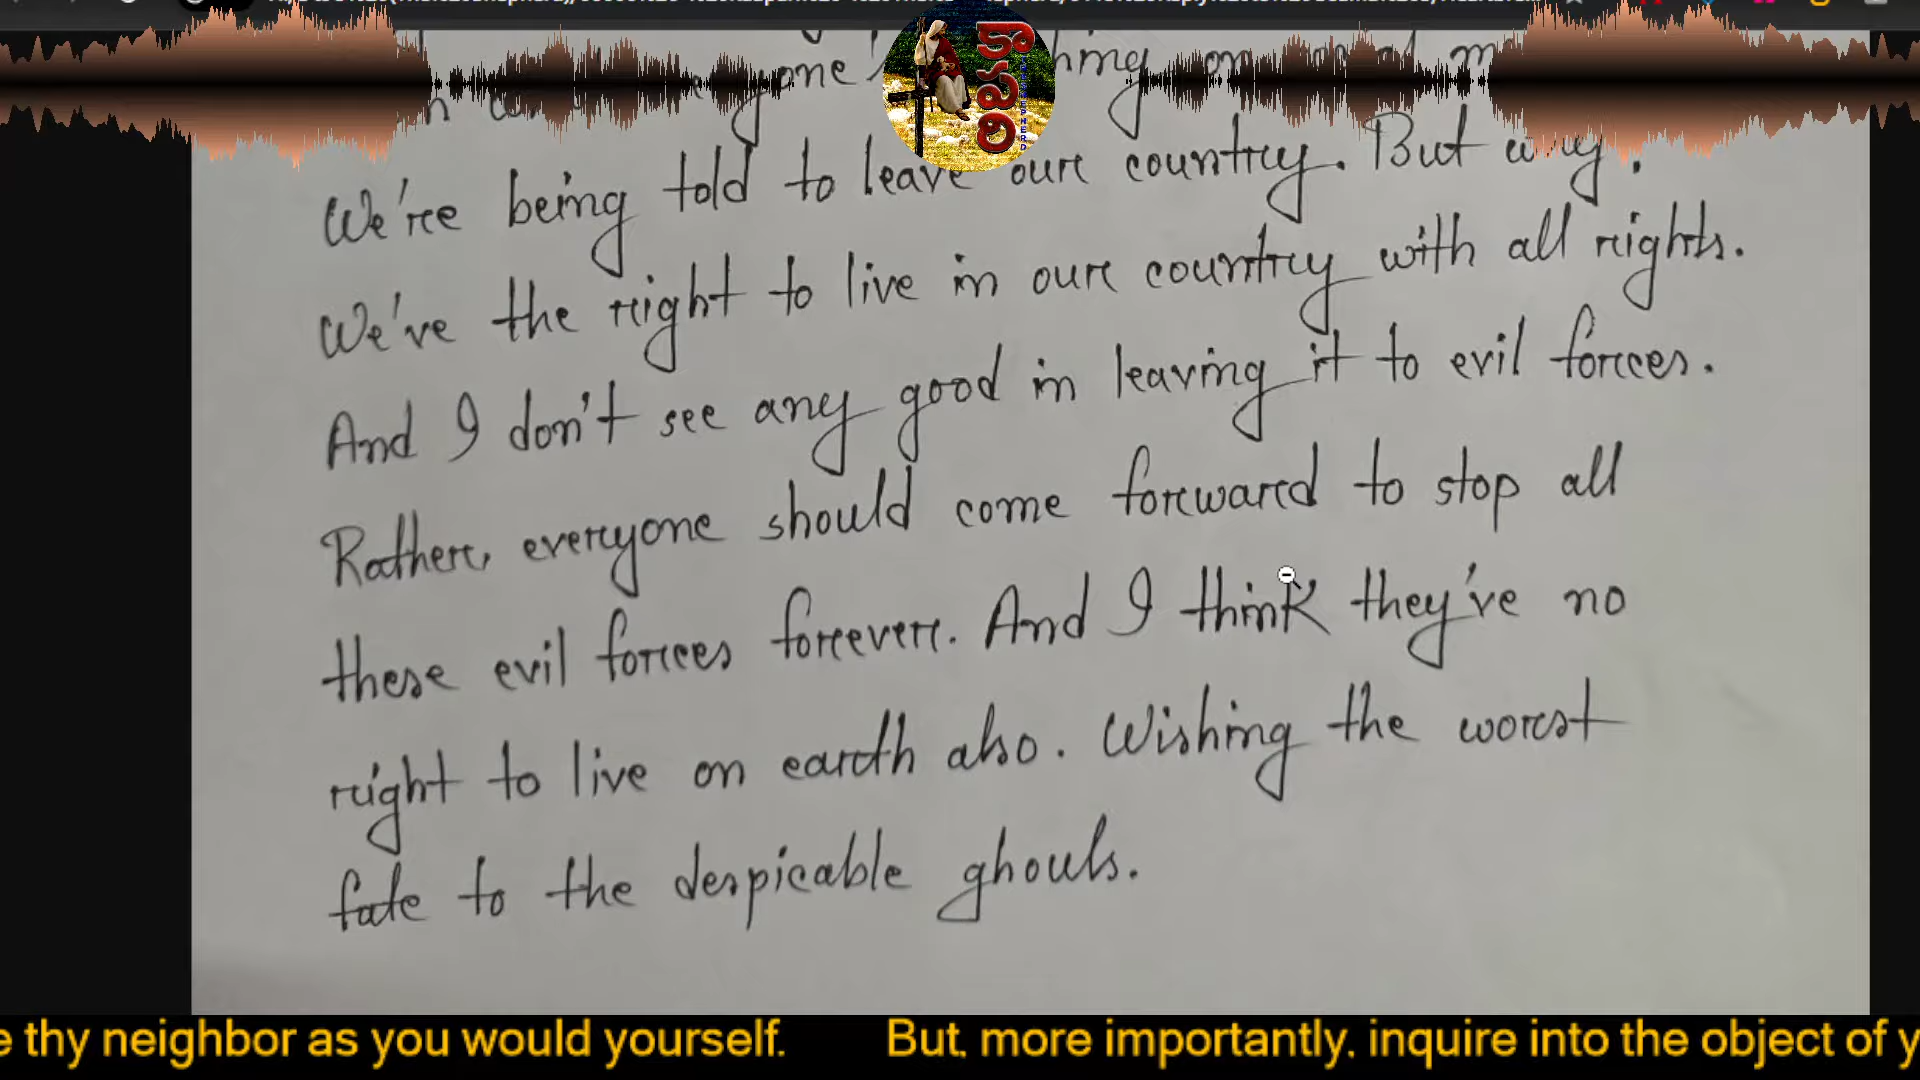 We're being told to leave our country. But why?
We've the right to live in our country with all rights.
And I don't see any good in leaving it to evil forces.
Rather, everyone should come forward to stop all
these evil forces forever. And I think they've no
right to live on earth also. Wishing the worst
fate to the despicable ghouls.
e thy neighbor as you would yourself. But, more importantly, inquire into the object of y